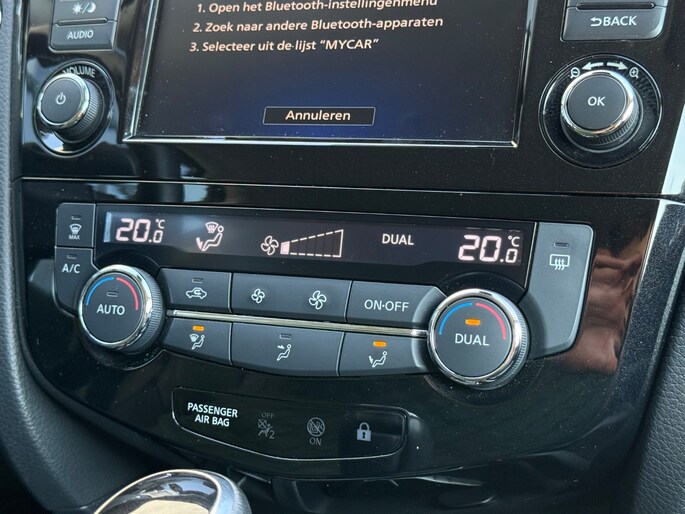 1. Open het Bluetooth-instellingenmenu
2. Zoek naar andere Bluetooth-apparaten
3. Selecteer uit de lijst "MYCAR"
Annuleren
AUDIO
VOLUME
BACK
OK
MAX
A/C
20.0 °C
DUAL
20.0 °C
AUTO
ON·OFF
DUAL
PASSENGER
AIR BAG
OFF
2
ON